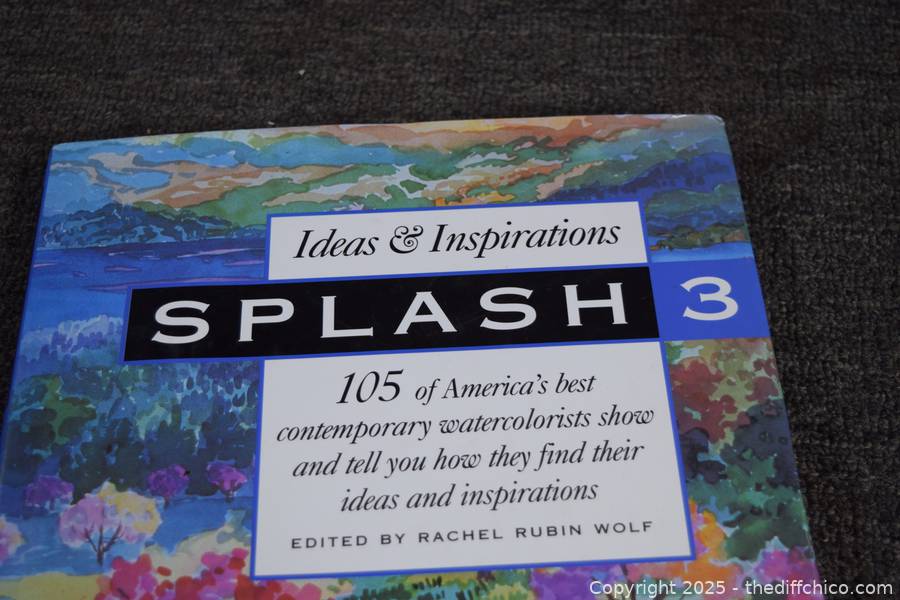 Ideas & Inspirations
SPLASH 3
105 of America's best
contemporary watercolorists show
and tell you how they find their
ideas and inspirations
EDITED BY RACHEL RUBIN WOLF
Copyright 2025 - thediffchico.com